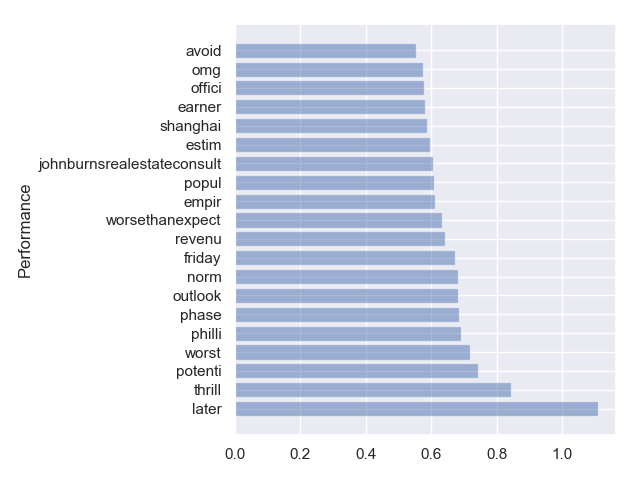 avoid
omg
offici
earner
shanghai
estim
johnburnsrealestateconsult
popul
empir
worsethanexpect
revenu
friday
norm
outlook
phase
philli
worst
potenti
thrill
later
Performance
0.0 0.2 0.4 0.6 0.8 1.0